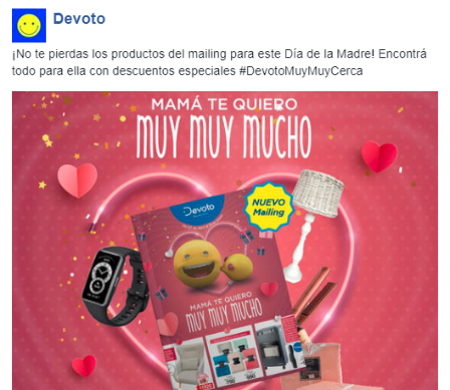 Devoto
¡No te pierdas los productos del mailing para este Día de la Madre! Encontrá
todo para ella con descuentos especiales #DevotoMuyMuyCerca
MAMÁ TE QUIERO
MUY MUY MUCHO
Devoto
NUEVO
Mailing
MAMÁ TE QUIERO
MUY MUY MUCHO